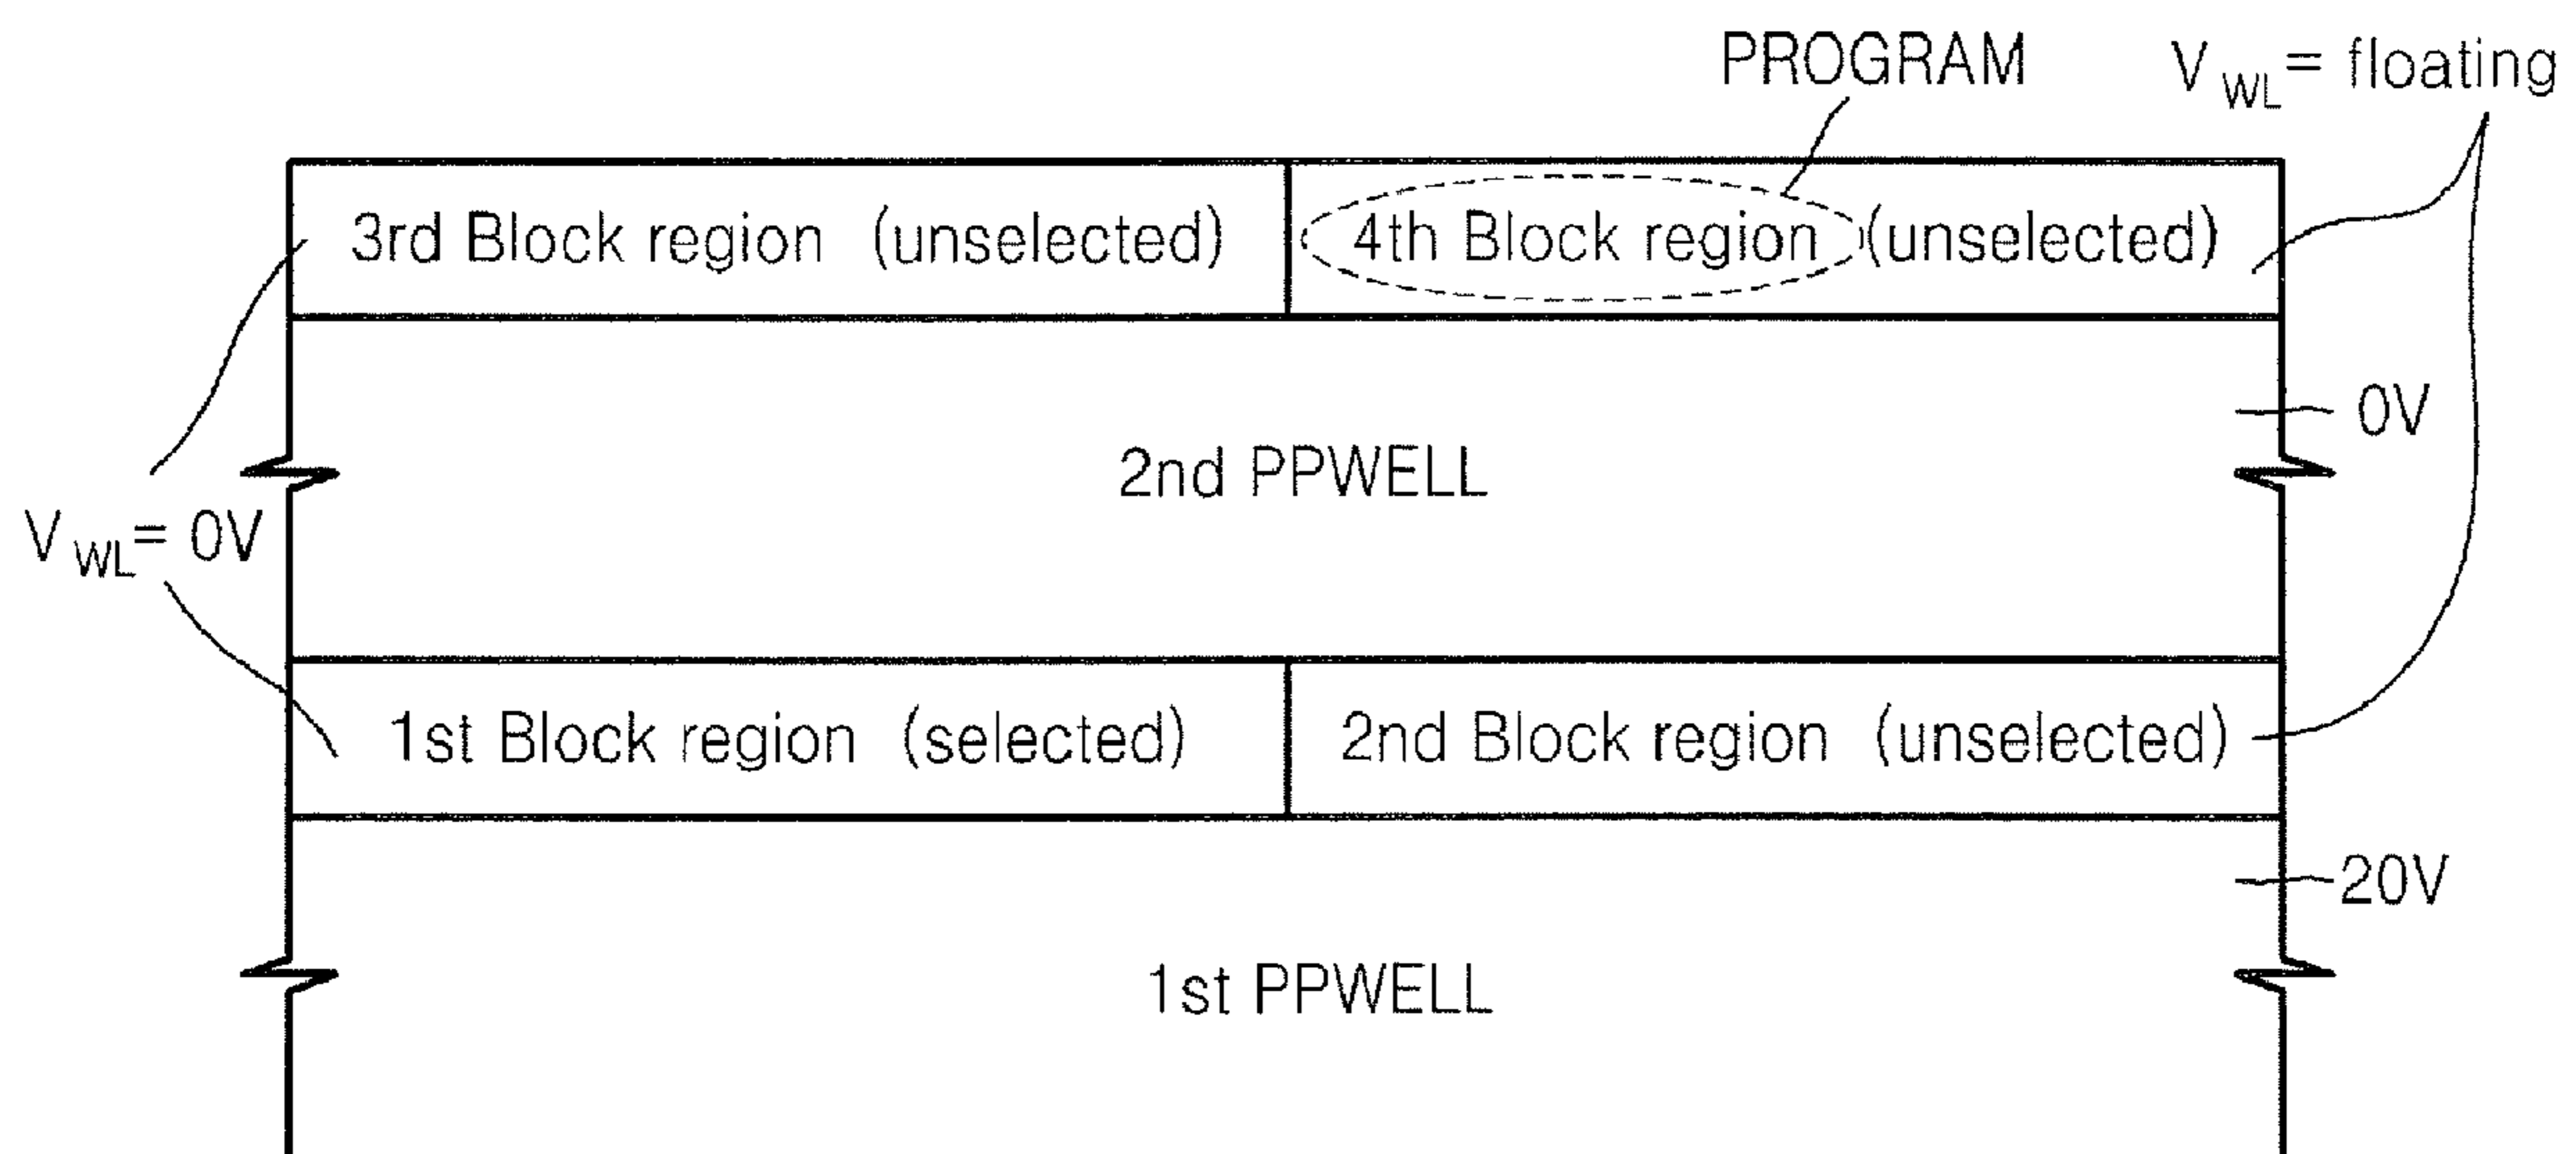 PROGRAM
V WL = floating
3rd Block region (unselected)
4th Block region (unselected)
0V
2nd PPWELL
V WL = 0V
1st Block region (selected)
2nd Block region (unselected)
20V
1st PPWELL